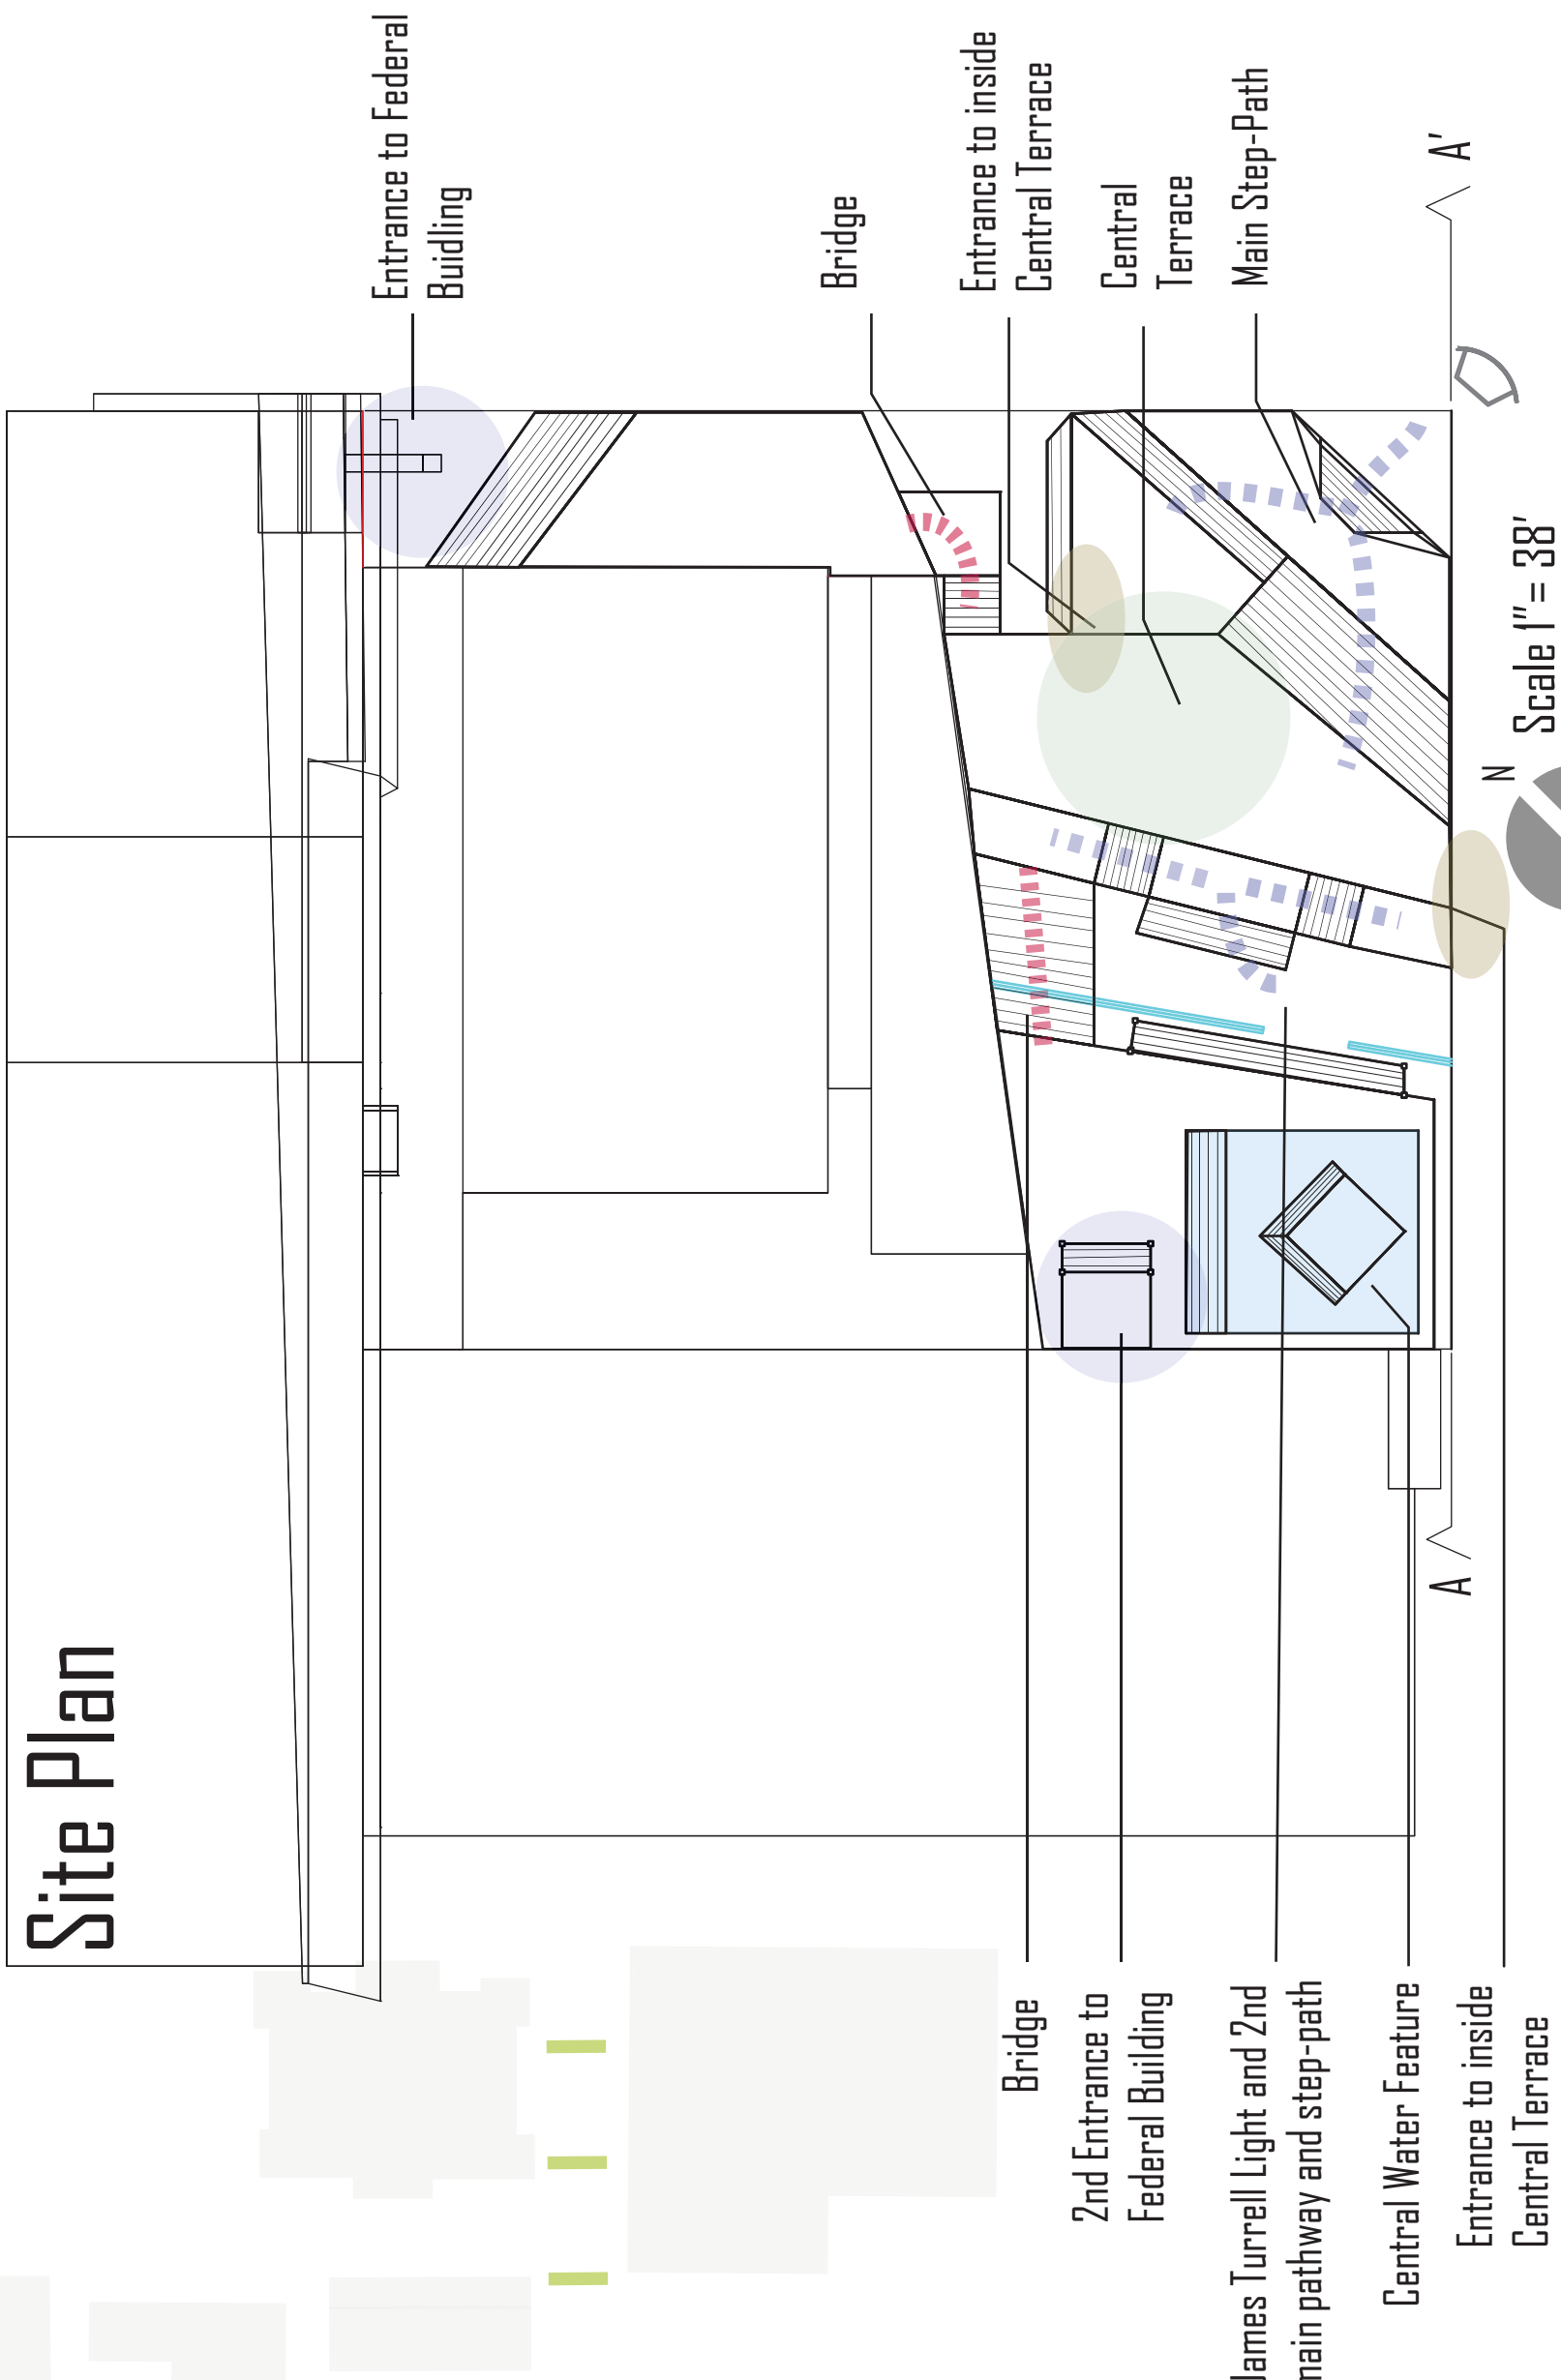 Site Plan
Entrance to Federal
Buidling
Bridge
Entrance to inside
Central Terrace
Central
Terrace
Main Step-Path
A'
Scale 1" = 38'
N
A
Bridge
2nd Entrance to
Federal Building
James Turrell Light and 2nd
main pathway and step-path
Central Water Feature
Entrance to inside
Central Terrace